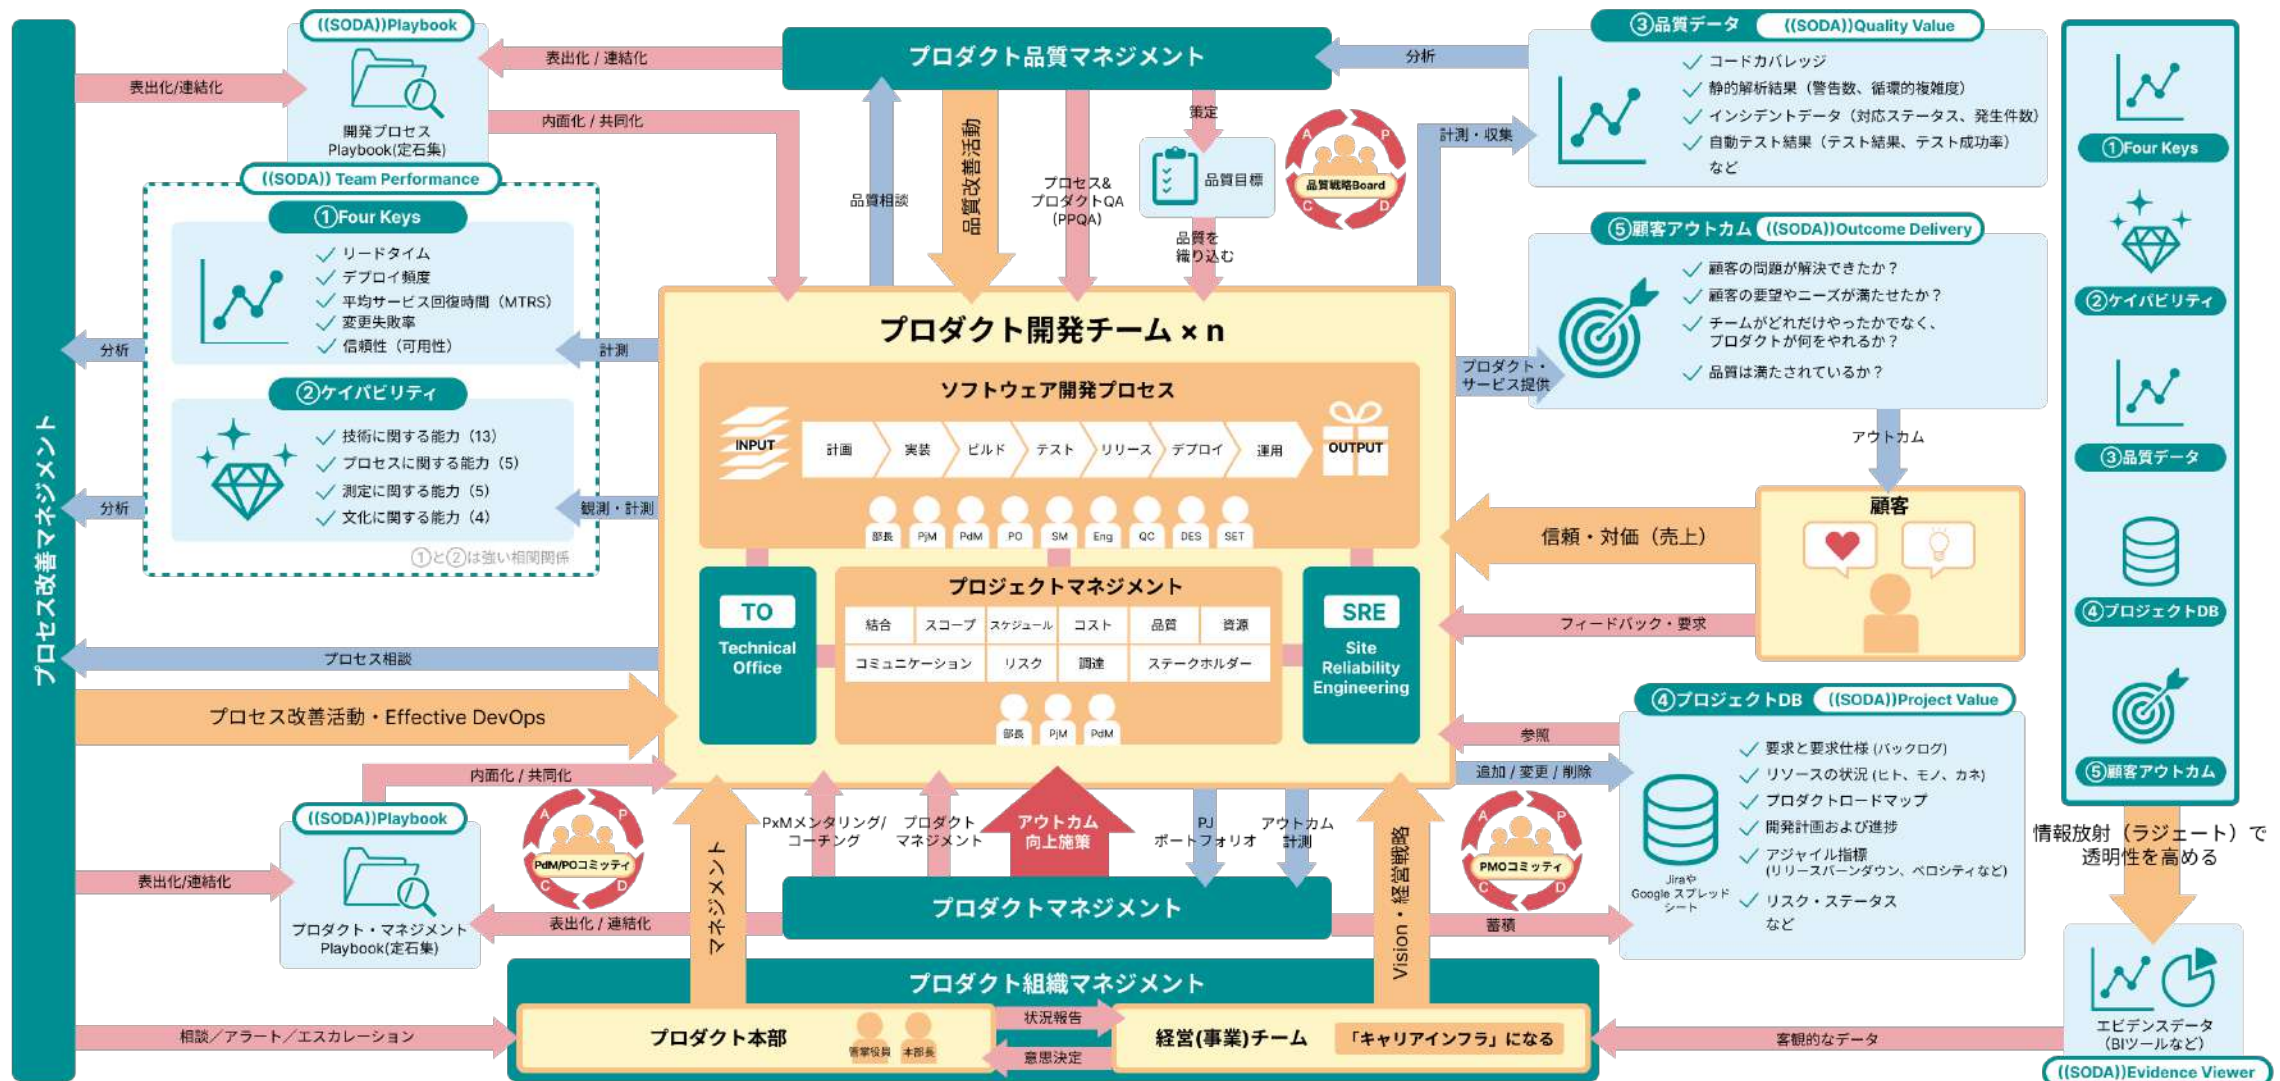 プロセス改善マネジメント
表出化/連結化
((SODA))Playbook
開発プロセス
Playbook(定石集)
表出化 / 連結化
内面化 / 共同化
プロダクト品質マネジメント
分析
③品質データ ((SODA))Quality Value
コードカバレッジ
静的解析結果（警告数、循環的複雑度）
インシデントデータ（対応ステータス、発生件数）
自動テスト結果（テスト結果、テスト成功率）
など
計測・収集
品質相談
品質改善活動
プロセス&
プロダクトQA
(PPQA)
策定
品質目標
品質を
織り込む
A
P
品質戦略Board
C
D
((SODA)) Team Performance
①Four Keys
リードタイム
デプロイ頻度
平均サービス回復時間（MTRS）
変更失敗率
信頼性（可用性）
分析
計測
②ケイパビリティ
技術に関する能力（13）
プロセスに関する能力（5）
測定に関する能力（5）
文化に関する能力（4）
①と②は強い相関関係
分析
観測・計測
プロセス相談
プロセス改善活動・Effective DevOps
プロダクト開発チーム × n
ソフトウェア開発プロセス
INPUT
計画
実装
ビルド
テスト
リリース
デプロイ
運用
OUTPUT
部長
PjM
PdM
PO
SM
Eng
QC
DES
SET
TO
Technical
Office
プロジェクトマネジメント
結合
スコープ
スケジュール
コスト
品質
資源
コミュニケーション
リスク
調達
ステークホルダー
部長
PjM
PdM
SRE
Site
Reliability
Engineering
⑤顧客アウトカム ((SODA))Outcome Delivery
顧客の問題が解決できたか？
顧客の要望やニーズが満たせたか？
チームがどれだけやったかでなく、
プロダクトが何をやれるか？
品質は満たされているか？
プロダクト・
サービス提供
アウトカム
顧客
信頼・対価（売上）
フィードバック・要求
④プロジェクトDB ((SODA))Project Value
要求と要求仕様 (バックログ)
リソースの状況 (ヒト、モノ、カネ)
プロダクトロードマップ
開発計画および進捗
アジャイル指標
(リリースバーンダウン、ベロシティなど)
リスク・ステータス
など
Jiraや
Google スプレッド
シート
参照
追加 / 変更 / 削除
蓄積
A
P
PMOコミッティ
C
D
内面化 / 共同化
((SODA))Playbook
プロダクト・マネジメント
Playbook(定石集)
表出化/連結化
表出化 / 連結化
A
P
PdM/POコミッティ
C
D
マネジメント
PxMメンタリング/
コーチング
プロダクト
マネジメント
アウトカム
向上施策
PJ
ポートフォリオ
アウトカム
計測
Vision・経営戦略
プロダクトマネジメント
プロダクト組織マネジメント
プロダクト本部
管掌役員
本部長
状況報告
意思決定
経営(事業)チーム
「キャリアインフラ」になる
相談／アラート／エスカレーション
客観的なデータ
①Four Keys
②ケイパビリティ
③品質データ
④プロジェクトDB
⑤顧客アウトカム
情報放射（ラジェート）で
透明性を高める
エビデンスデータ
（BIツールなど）
((SODA))Evidence Viewer